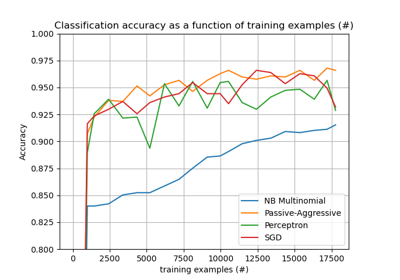 Classification accuracy as a function of training examples (#)
1.000
0.975
0.950
0.925
0.900
0.875
0.850
0.825
0.800
Accuracy
NB Multinomial
Passive-Aggressive
Perceptron
SGD
0 2500 5000 7500 10000 12500 15000 17500
training examples (#)